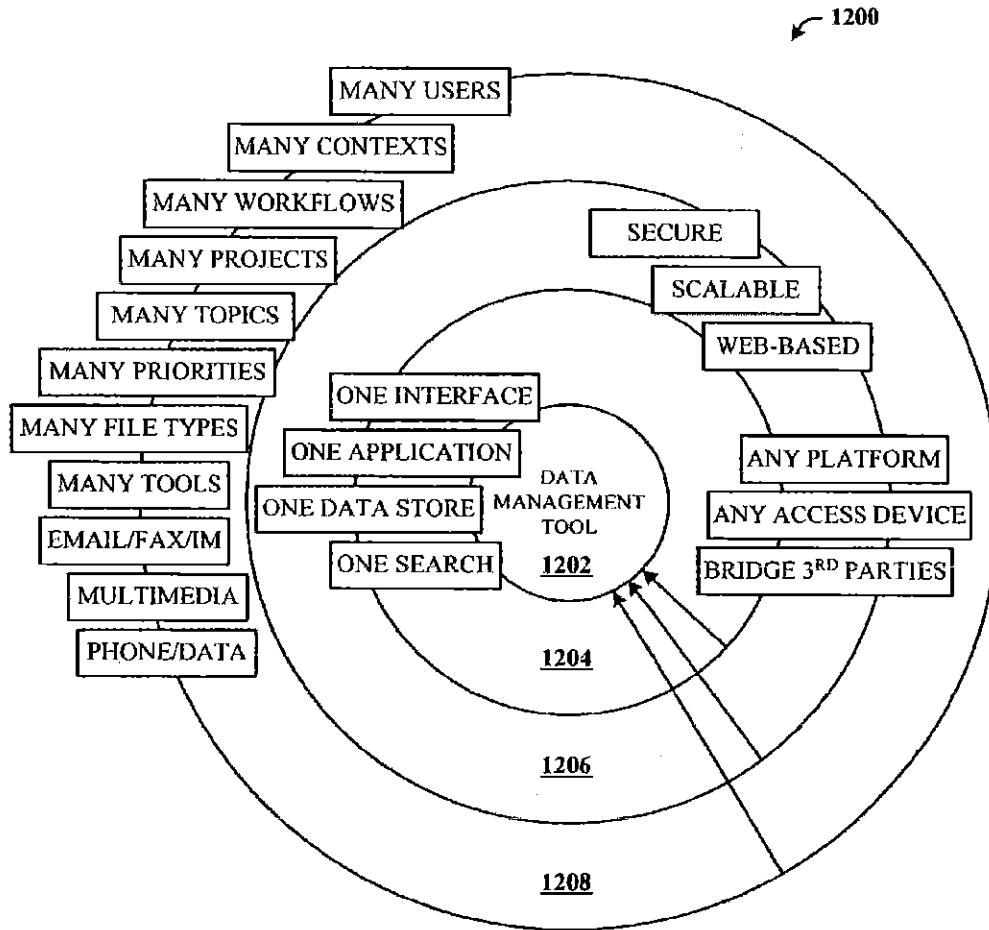 1200
MANY USERS
MANY CONTEXTS
MANY WORKFLOWS
MANY PROJECTS
MANY TOPICS
MANY PRIORITIES
MANY FILE TYPES
MANY TOOLS
EMAIL/FAX/IM
MULTIMEDIA
PHONE/DATA
SECURE
SCALABLE
WEB-BASED
ONE INTERFACE
ONE APPLICATION
ONE DATA STORE
ONE SEARCH
DATA
MANAGEMENT
TOOL
1202
ANY PLATFORM
ANY ACCESS DEVICE
BRIDGE 3RD PARTIES
1204
1206
1208